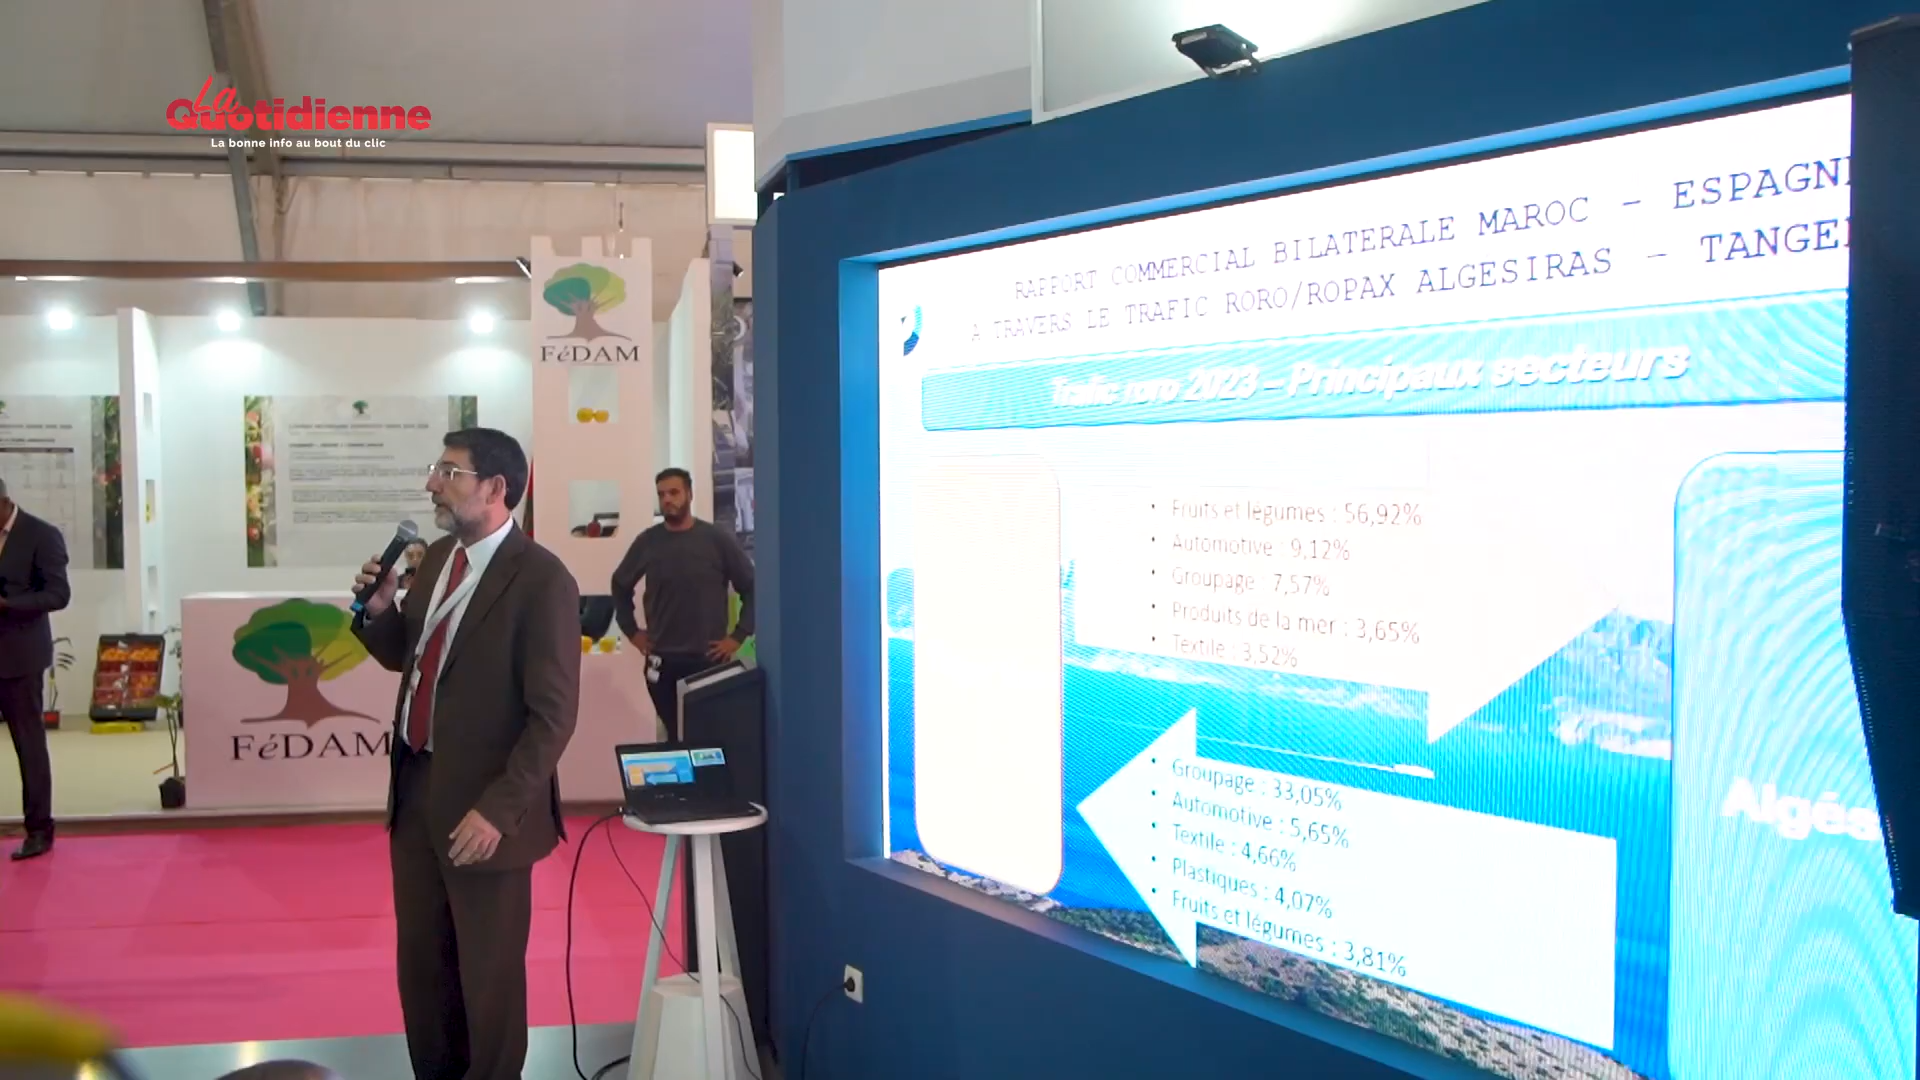 La
Quotidienne
La bonne info au bout du clic
FéDAM
FéDAM
RAPPORT COMMERCIAL BILATERALE MAROC - ESPAGN
A TRAVERS LE TRAFIC RORO/ROPAX ALGESIRAS - TANGE
Trafic roro 2023 - Principaux secteurs
• Fruits et légumes : 56,92%
• Automotive : 9,12%
• Groupage : 7,57%
• Produits de la mer : 3,65%
• Textile : 3,52%
• Groupage : 33,05%
• Automotive : 5,65%
• Textile : 4,66%
• Plastiques : 4,07%
• Fruits et légumes : 3,81%
Algés